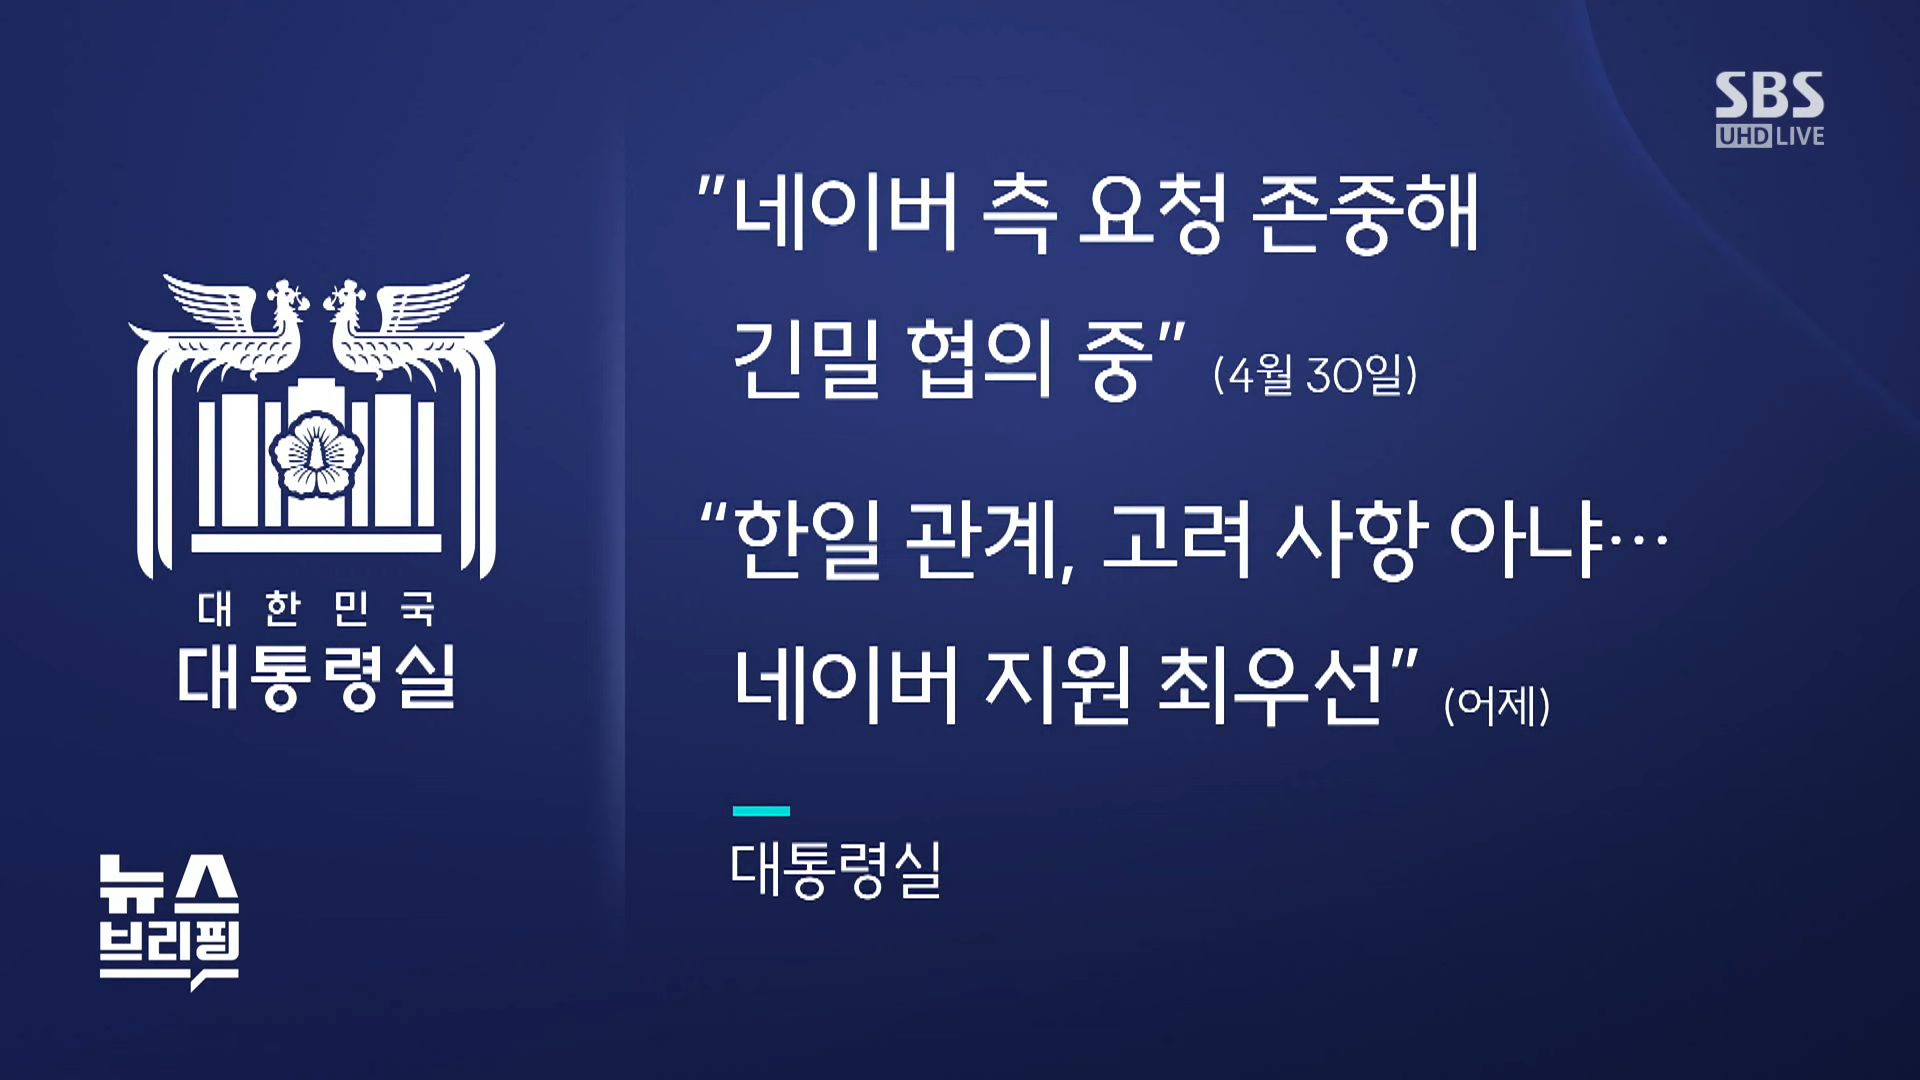 SBS
UHD LIVE
"네이버 측 요청 존중해
긴밀 협의 중" (4월 30일)
"한일 관계, 고려 사항 아냐…
네이버 지원 최우선" (어제)
대통령실
대한민국
대통령실
뉴스
브리핑